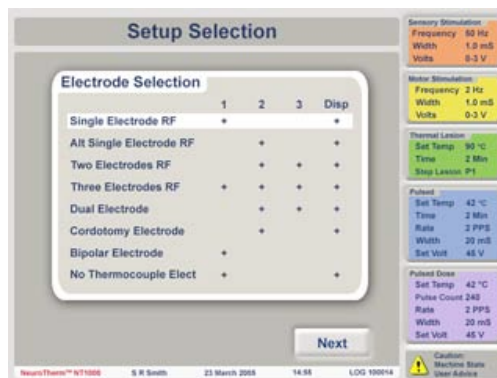 Setup Selection
Electrode Selection
1 2 3 Disp
Single Electrode RF + +
Alt Single Electrode RF + +
Two Electrodes RF + + +
Three Electrodes RF + + + +
Dual Electrode + + +
Cordotomy Electrode + +
Bipolar Electrode +
No Thermocouple Elect + +
Next
NeuroTherm™ NT1000 S R Smith 23 March 2005 14:55 LOG 100014
Sensory Stimulation
Frequency 50 Hz
Width 1.0 mS
Volts 0-3 V
Motor Stimulation
Frequency 2 Hz
Width 1.0 mS
Volts 0-3 V
Thermal Lesion
Set Temp 90 °C
Time 2 Min
Step Lesion P1
Pulsed
Set Temp 42 °C
Time 2 Min
Rate 2 PPS
Width 20 mS
Set Volt 45 V
Pulsed Dose
Set Temp 42 °C
Pulse Count 240
Rate 2 PPS
Width 20 mS
Set Volt 45 V
Caution:
Machine State
User Advice